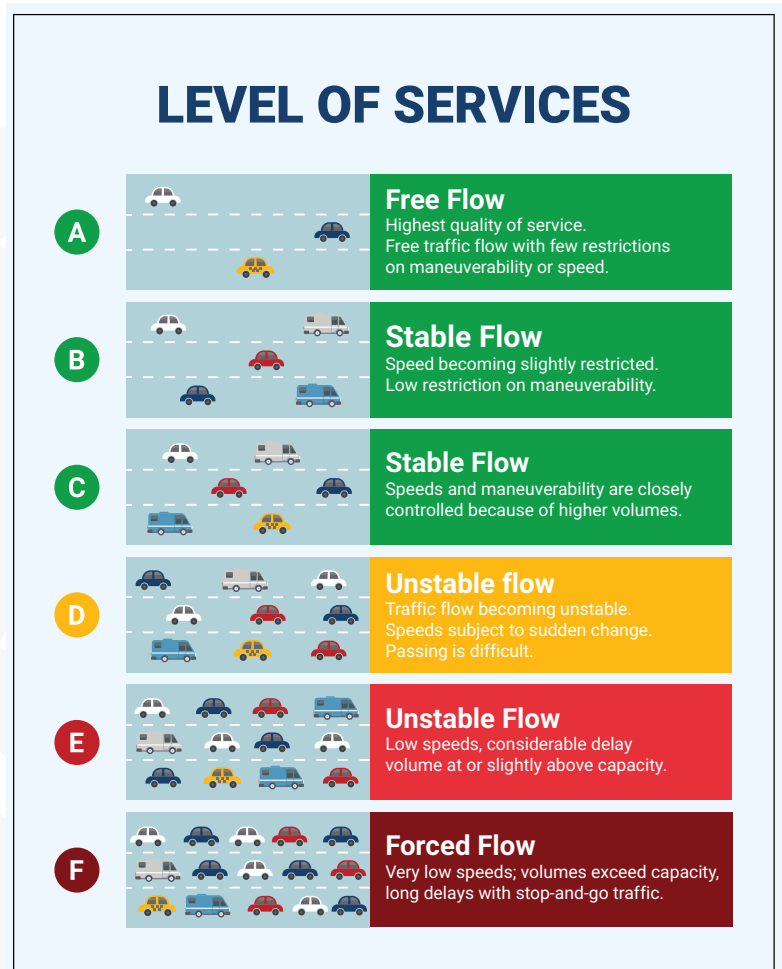 LEVEL OF SERVICES
A
Free Flow
Highest quality of service.
Free traffic flow with few restrictions
on maneuverability or speed.
B
Stable Flow
Speed becoming slightly restricted.
Low restriction on maneuverability.
C
Stable Flow
Speeds and maneuverability are closely
controlled because of higher volumes.
D
Unstable flow
Traffic flow becoming unstable.
Speeds subject to sudden change.
Passing is difficult.
E
Unstable Flow
Low speeds, considerable delay
volume at or slightly above capacity.
F
Forced Flow
Very low speeds; volumes exceed capacity,
long delays with stop-and-go traffic.